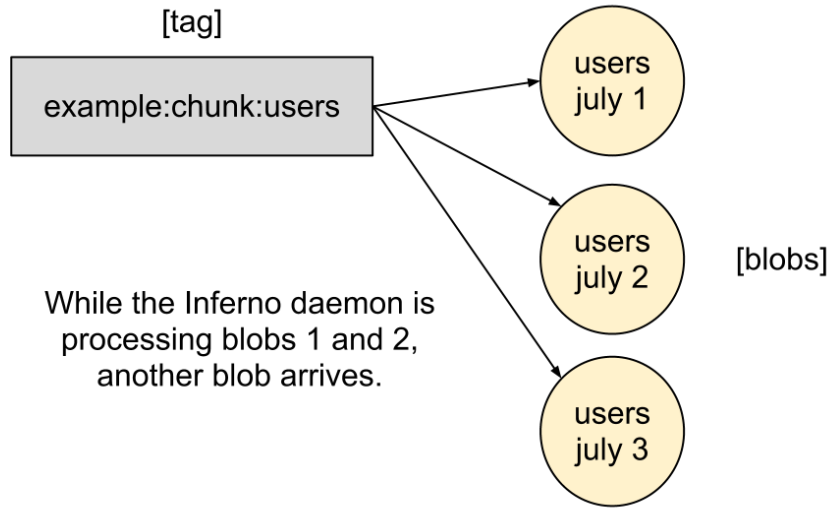 [tag]
example:chunk:users
users
july 1
users
july 2
[blobs]
While the Inferno daemon is
processing blobs 1 and 2,
another blob arrives.
users
july 3